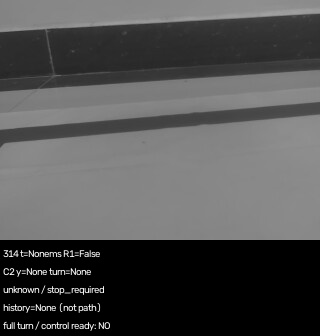 314 t=Nonems R1=False
C2 y=None turn=None
unknown / stop_required
history=None (not path)
full turn / control ready: NO